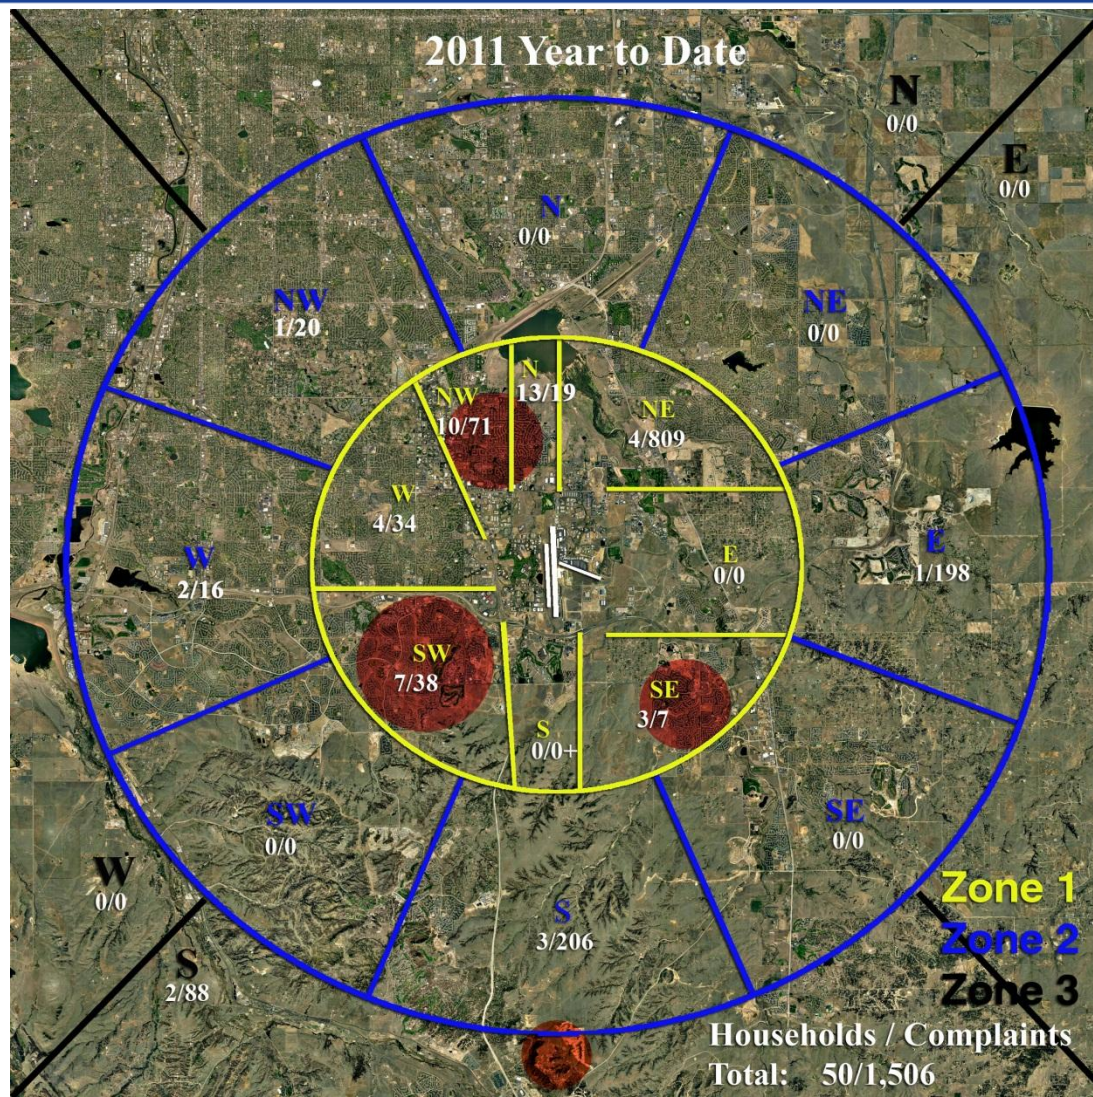 2011 Year to Date
N
0/0
E
0/0
N
0/0
NW
1/20
NE
0/0
N
13/19
NW
10/71
NE
4/809
W
4/34
E
0/0
W
2/16
E
1/198
SW
7/38
SE
3/7
S
0/0+
SW
0/0
SE
0/0
W
0/0
S
3/206
S
2/88
Zone 1
Zone 2
Zone 3
Households / Complaints
Total: 50/1,506